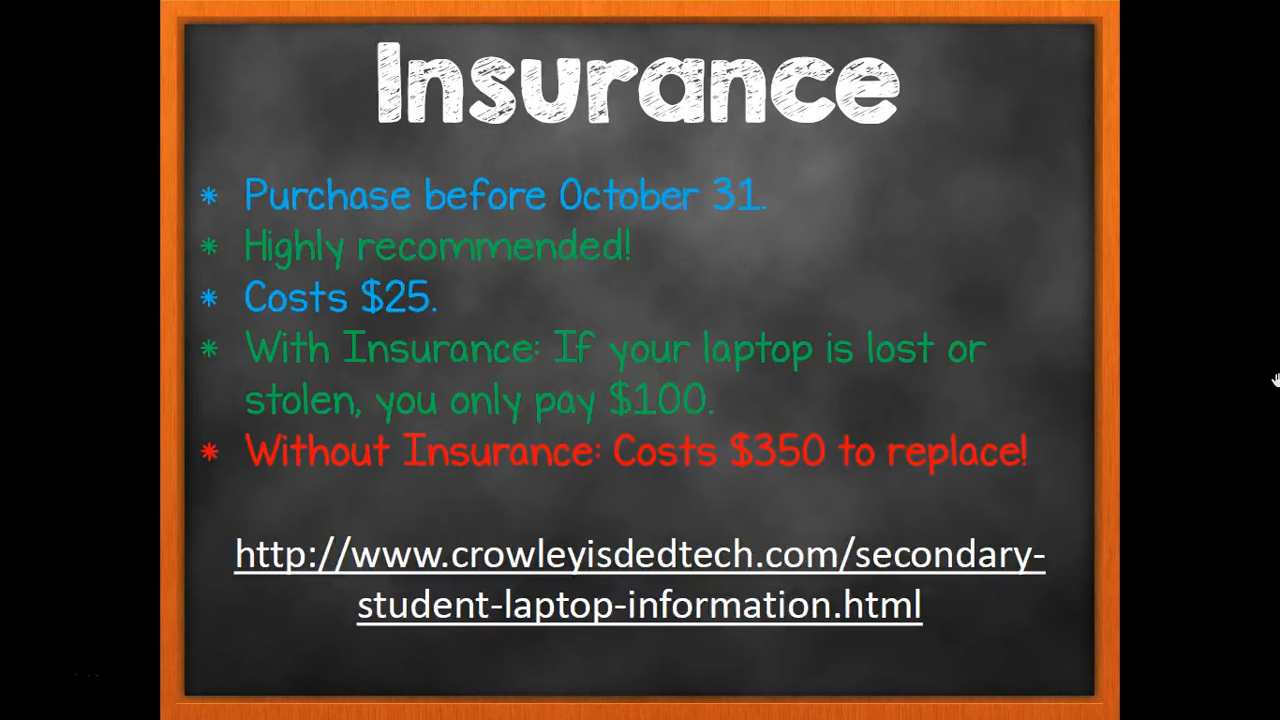 Insurance
* Purchase before October 31.
* Highly recommended!
* Costs $25.
* With Insurance: If your laptop is lost or
stolen, you only pay $100.
* Without Insurance: Costs $350 to replace!
http://www.crowleyisdedtech.com/secondary-
student-laptop-information.html